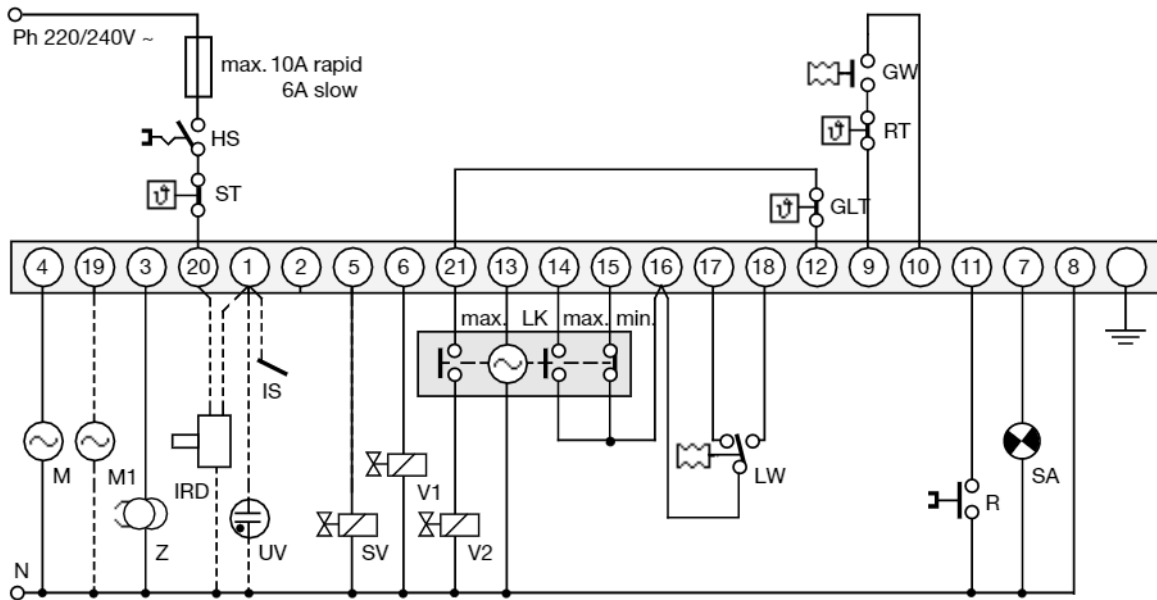 Ph 220/240V ~
max. 10A rapid
6A slow
HS
ϑ ST
GW
ϑ RT
ϑ GLT
4 19 3 20 1 2 5 6 21 13 14 15 16 17 18 12 9 10 11 7 8
max. LK max. min.
IS
M M1 IRD V1 LW R SA
Z UV SV V2
N